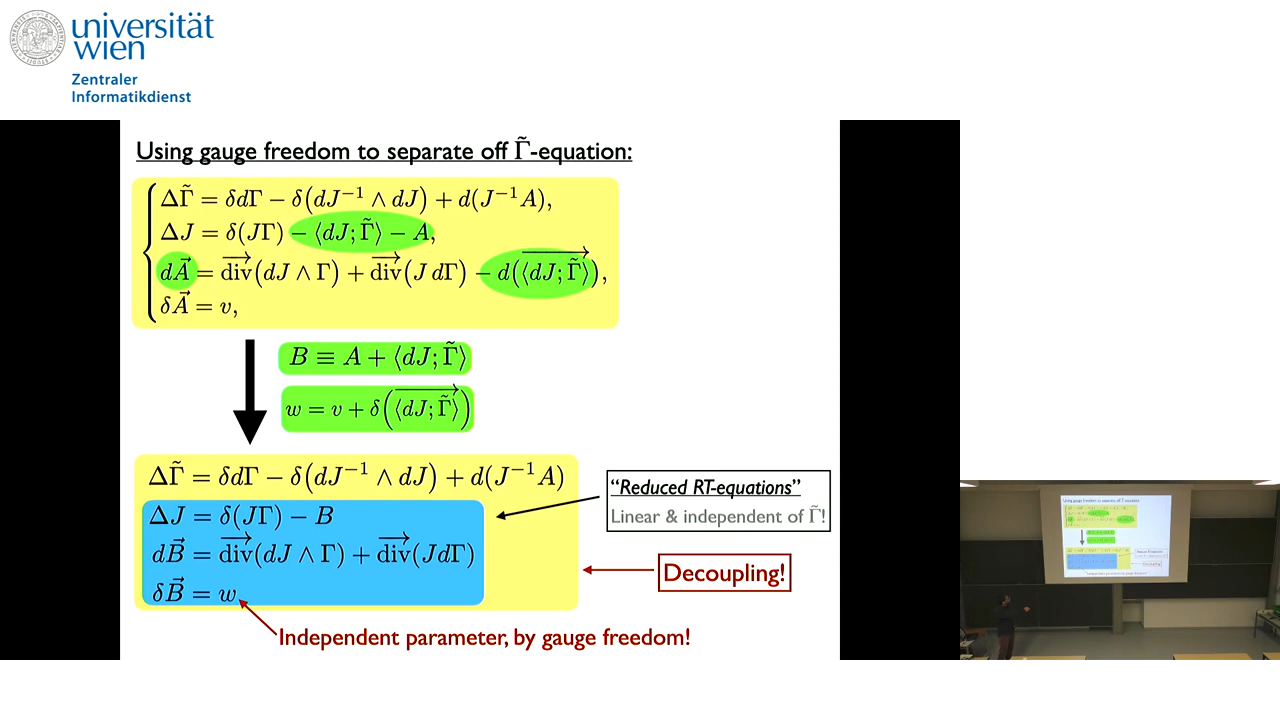 universität
wien
Zentraler
Informatikdienst
Using gauge freedom to separate off Γ̃-equation:
ΔΓ̃ = δdΓ − δ(dJ⁻¹ ∧ dJ) + d(J⁻¹A),
ΔJ = δ(JΓ) − ⟨dJ; Γ̃⟩ − A,
dA⃗ = div⃗(dJ ∧ Γ) + div⃗(J dΓ) − d(⟨dJ; Γ̃⟩⃗),
δA⃗ = v,
B ≡ A + ⟨dJ; Γ̃⟩
w = v + δ(⟨dJ; Γ̃⟩⃗)
ΔΓ̃ = δdΓ − δ(dJ⁻¹ ∧ dJ) + d(J⁻¹A)
ΔJ = δ(JΓ) − B
dB⃗ = div⃗(dJ ∧ Γ) + div⃗(JdΓ)
δB⃗ = w
“Reduced RT-equations”
Linear & independent of Γ̃!
Decoupling!
Independent parameter, by gauge freedom!